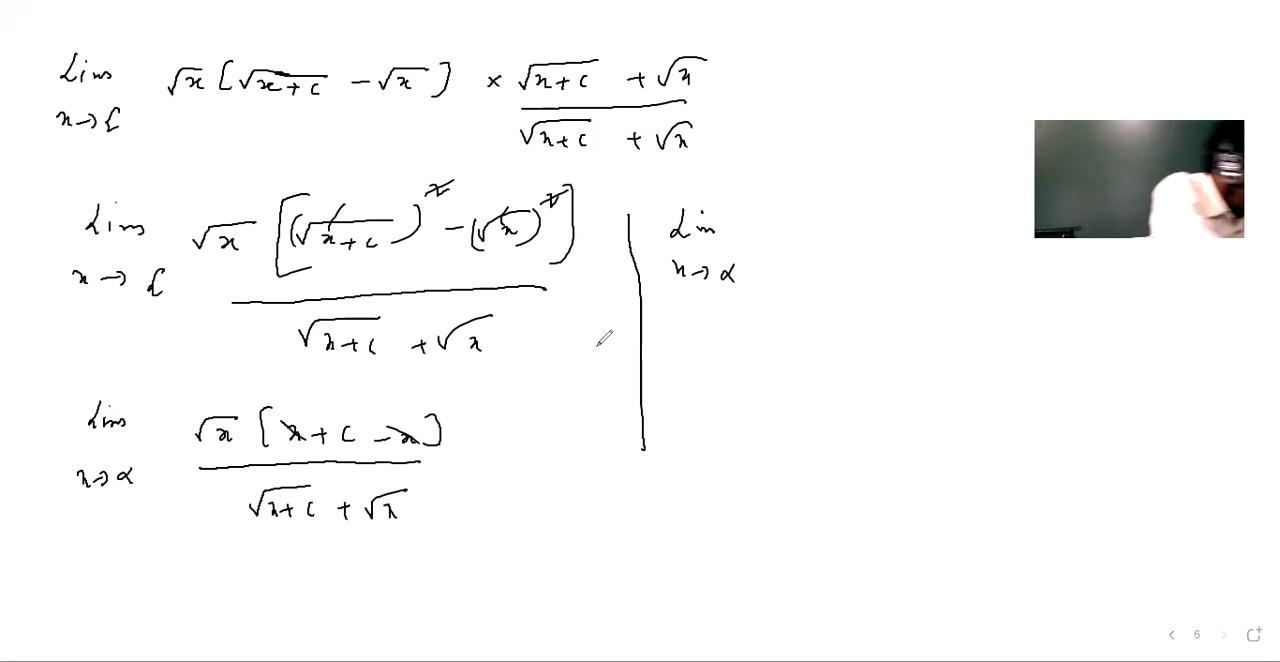 Lim √x [√x+c − √x] × √x+c + √x
x→{ √x+c + √x
Lim √x [(√x+c)² − (√x)²]
x→{ √x+c + √x
Lim √x [x+c −x]
x→α √x+c + √x
Lim
x→α
6